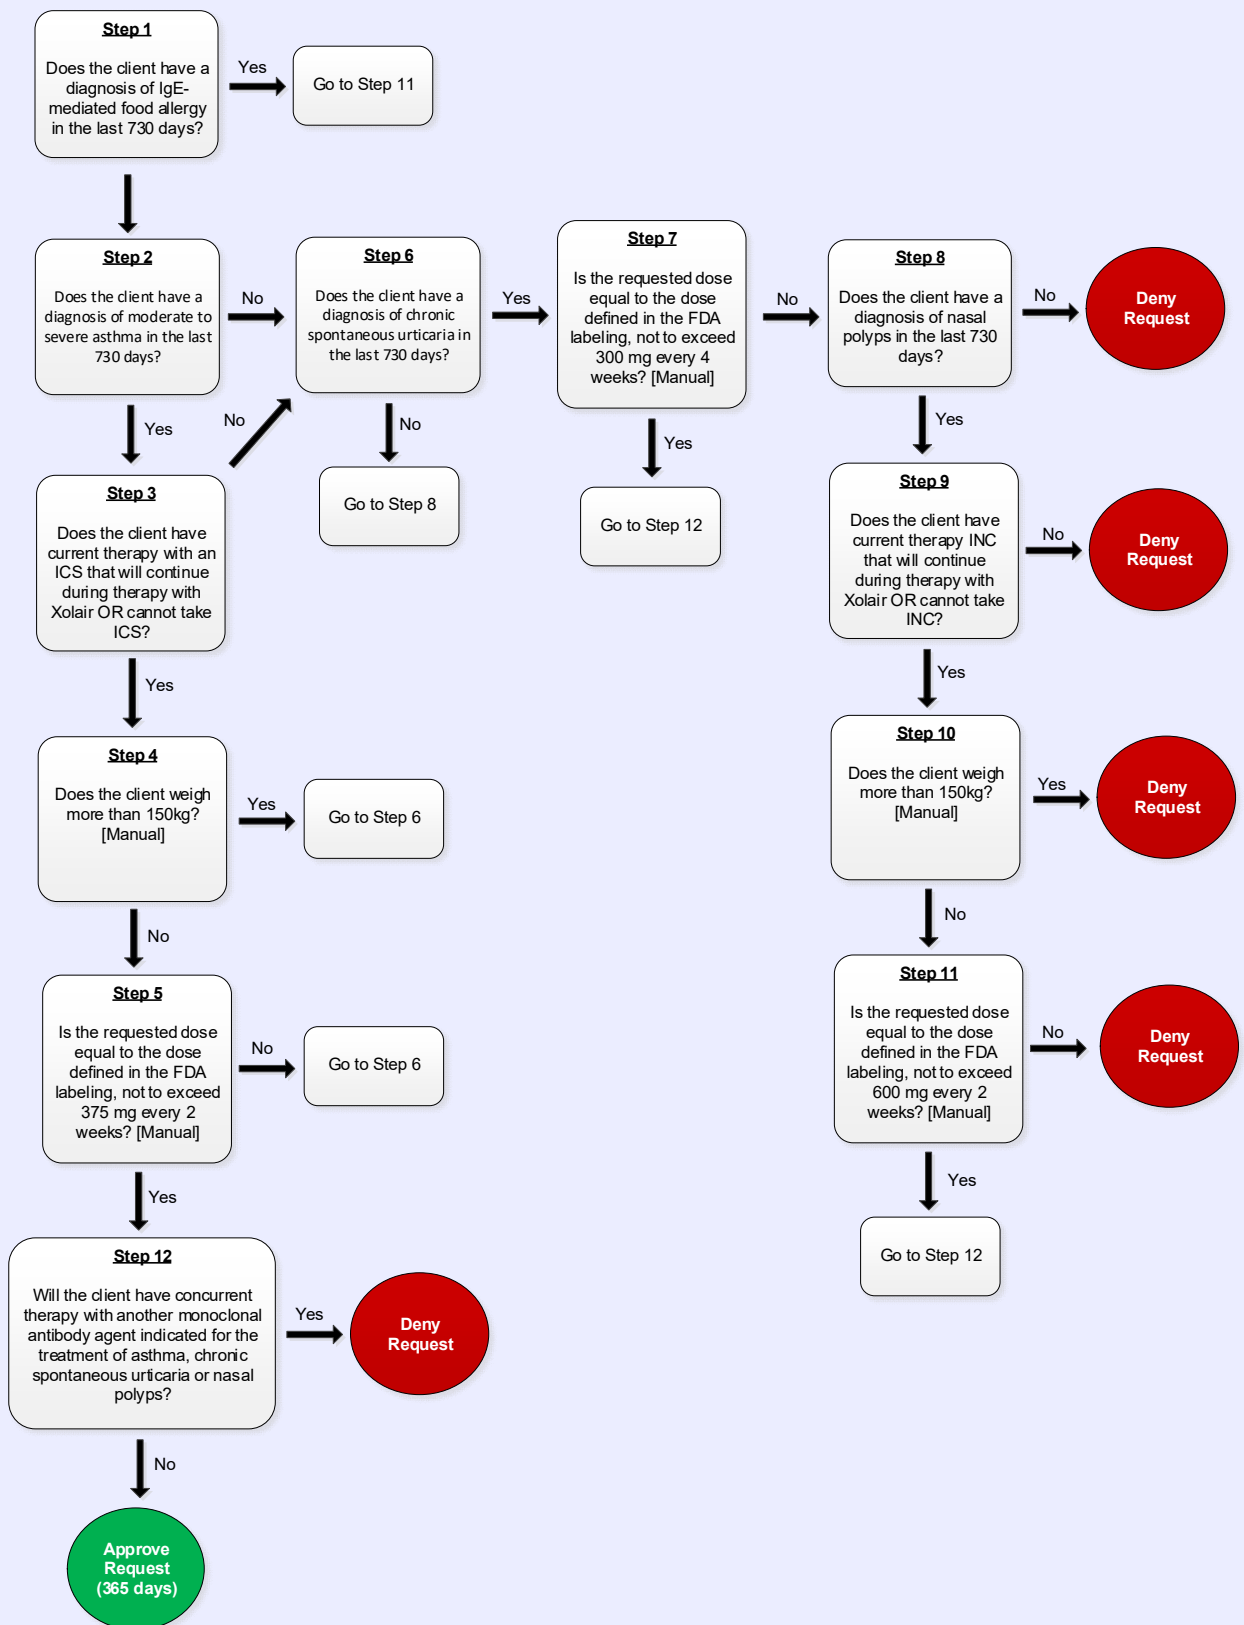 Step 1
Does the client have a
diagnosis of IgE-
mediated food allergy
in the last 730 days?
Yes
Go to Step 11
Step 2
Does the client have a
diagnosis of moderate to
severe asthma in the last
730 days?
No
Step 6
Does the client have a
diagnosis of chronic
spontaneous urticaria in
the last 730 days?
Yes
Step 7
Is the requested dose
equal to the dose
defined in the FDA
labeling, not to exceed
300 mg every 4
weeks? [Manual]
No
Step 8
Does the client have a
diagnosis of nasal
polyps in the last 730
days?
No
Deny
Request
Yes
No
No
Go to Step 8
Yes
Go to Step 12
Yes
Step 3
Does the client have
current therapy with an
ICS that will continue
during therapy with
Xolair OR cannot take
ICS?
Step 9
Does the client have
current therapy INC
that will continue
during therapy with
Xolair OR cannot take
INC?
No
Deny
Request
Yes
Yes
Step 4
Does the client weigh
more than 150kg?
[Manual]
Yes
Go to Step 6
Step 10
Does the client weigh
more than 150kg?
[Manual]
Yes
Deny
Request
No
No
Step 5
Is the requested dose
equal to the dose
defined in the FDA
labeling, not to exceed
375 mg every 2
weeks? [Manual]
No
Go to Step 6
Step 11
Is the requested dose
equal to the dose
defined in the FDA
labeling, not to exceed
600 mg every 2
weeks? [Manual]
No
Deny
Request
Yes
Yes
Go to Step 12
Step 12
Will the client have concurrent
therapy with another monoclonal
antibody agent indicated for the
treatment of asthma, chronic
spontaneous urticaria or nasal
polyps?
Yes
Deny
Request
No
Approve
Request
(365 days)